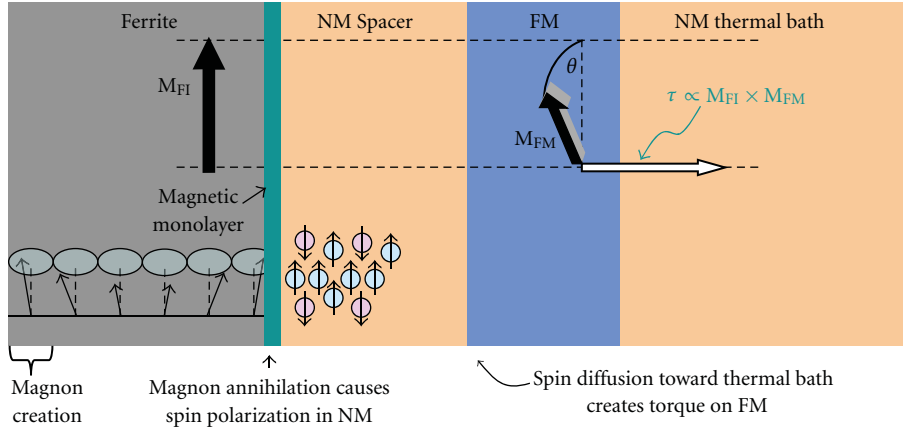 Ferrite
NM Spacer
FM
NM thermal bath
M_FI
θ
τ ∝ M_FI × M_FM
M_FM
Magnetic
monolayer
Magnon
creation
Magnon annihilation causes
spin polarization in NM
Spin diffusion toward thermal bath
creates torque on FM